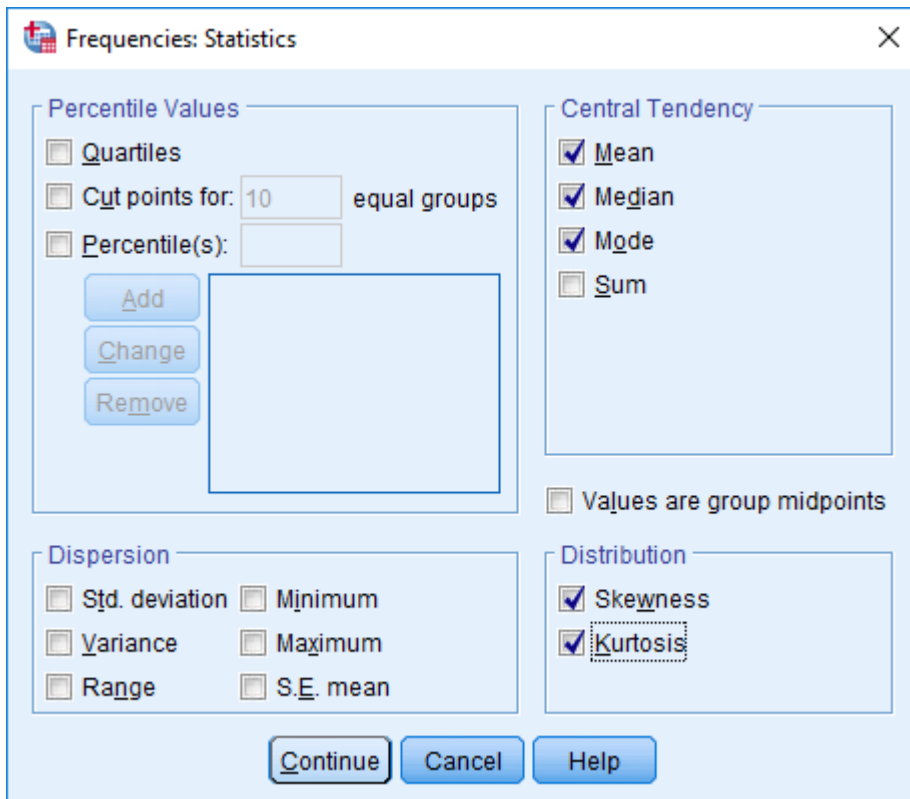 Frequencies: Statistics
Percentile Values
Quartiles
Cut points for: 10 equal groups
Percentile(s):
Add
Change
Remove
Central Tendency
Mean
Median
Mode
Sum
Values are group midpoints
Dispersion
Std. deviation Minimum
Variance Maximum
Range S.E. mean
Distribution
Skewness
Kurtosis
Continue Cancel Help